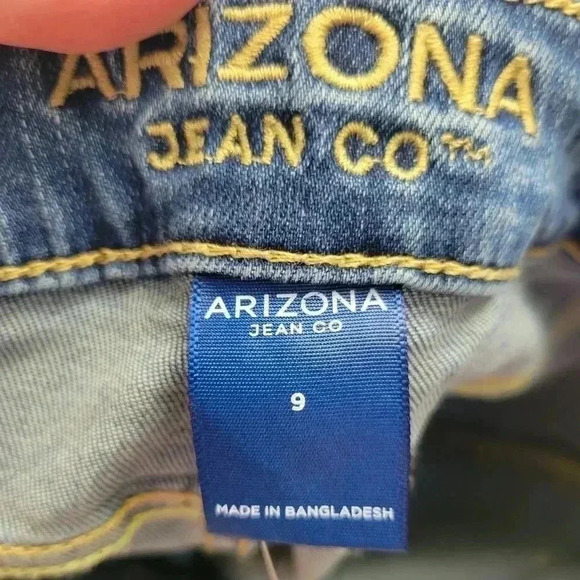 ARIZONA
JEAN CO™
ARIZONA
JEAN CO
9
MADE IN BANGLADESH